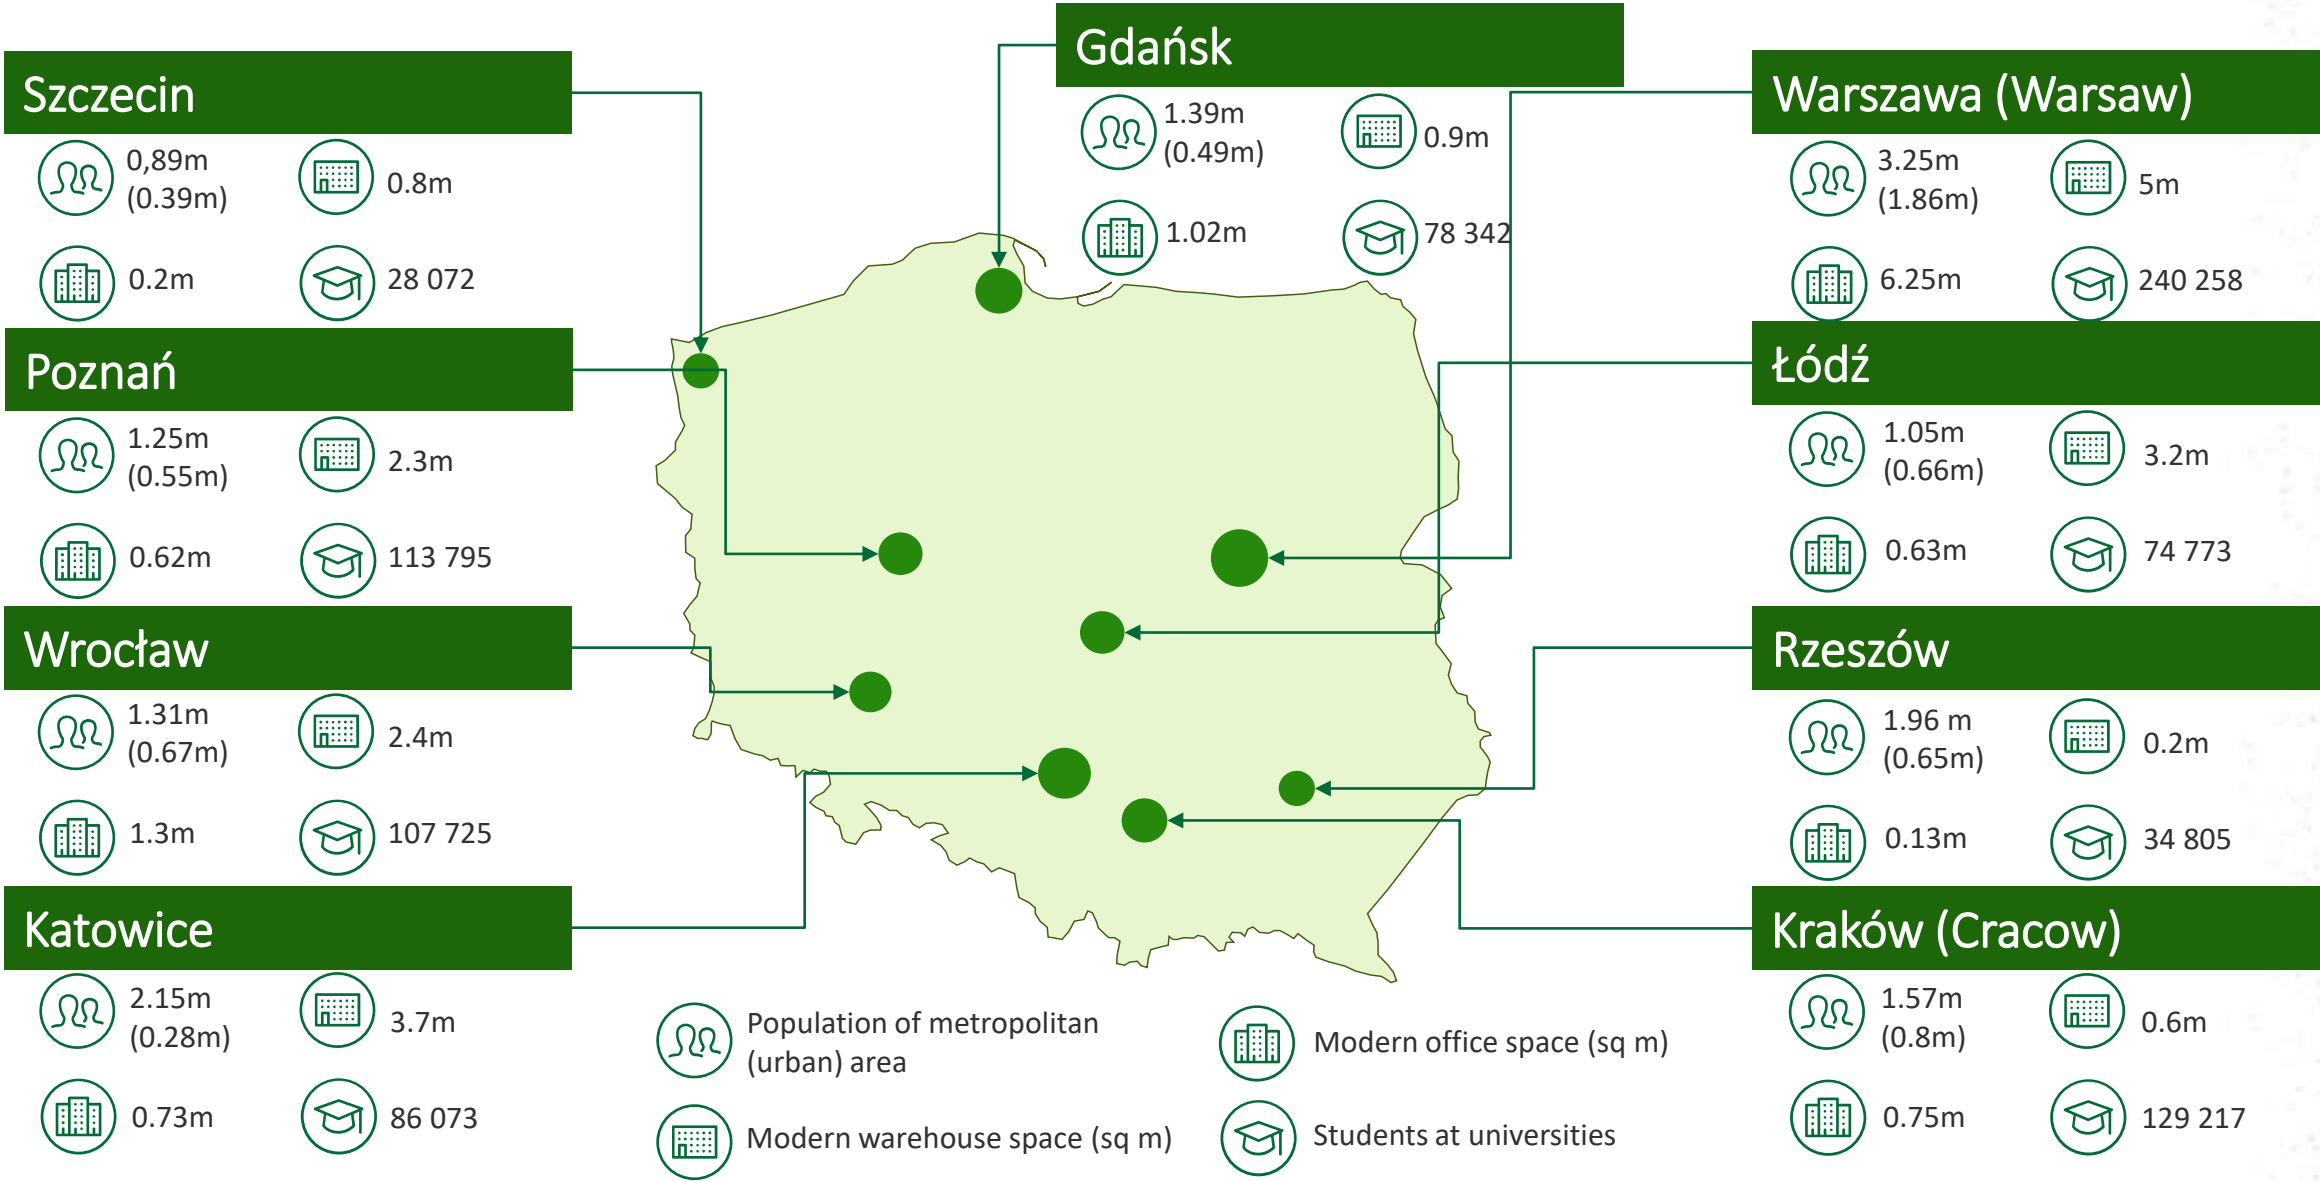 Gdańsk
1.39m
(0.49m)
0.9m
1.02m
78 342
Szczecin
0,89m
(0.39m)
0.8m
0.2m
28 072
Poznań
1.25m
(0.55m)
2.3m
0.62m
113 795
Wrocław
1.31m
(0.67m)
2.4m
1.3m
107 725
Katowice
2.15m
(0.28m)
3.7m
0.73m
86 073
Warszawa (Warsaw)
3.25m
(1.86m)
5m
6.25m
240 258
Łódź
1.05m
(0.66m)
3.2m
0.63m
74 773
Rzeszów
1.96 m
(0.65m)
0.2m
0.13m
34 805
Kraków (Cracow)
1.57m
(0.8m)
0.6m
0.75m
129 217
Population of metropolitan
(urban) area
Modern office space (sq m)
Modern warehouse space (sq m)
Students at universities